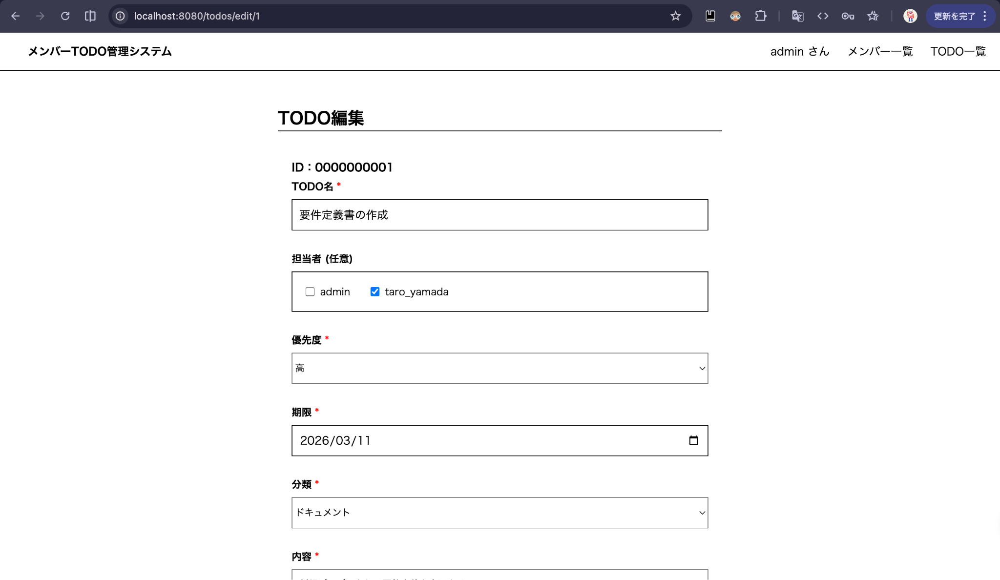 localhost:8080/todos/edit/1
更新を完了
メンバーTODO管理システム
admin さん メンバー一覧 TODO一覧
TODO編集
ID：0000000001
TODO名 *
要件定義書の作成
担当者 (任意)
admin taro_yamada
優先度 *
高
期限 *
2026/03/11
分類 *
ドキュメント
内容 *